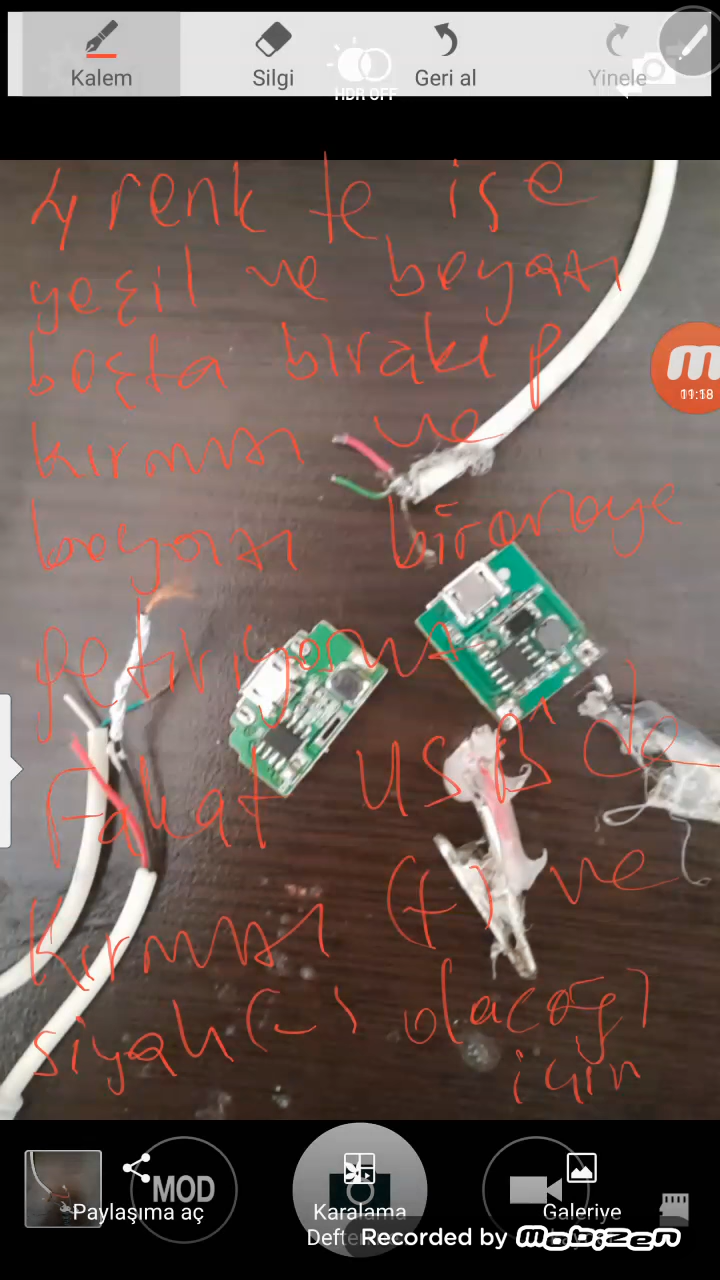 Kalem
Silgi
Geri al
Yinele
HDR OFF
4 renk te ise
yeşil ve beyazı
boşta bırakıp
kırmızı ve
beyazı biraraya
getiriyoruz
Fakat USB de
Kırmızı (+) ve
siyah (-) olacağı
için
11:18
MOD
Paylaşıma aç
Karalama
Defte
Galeriye
Recorded by mobizen